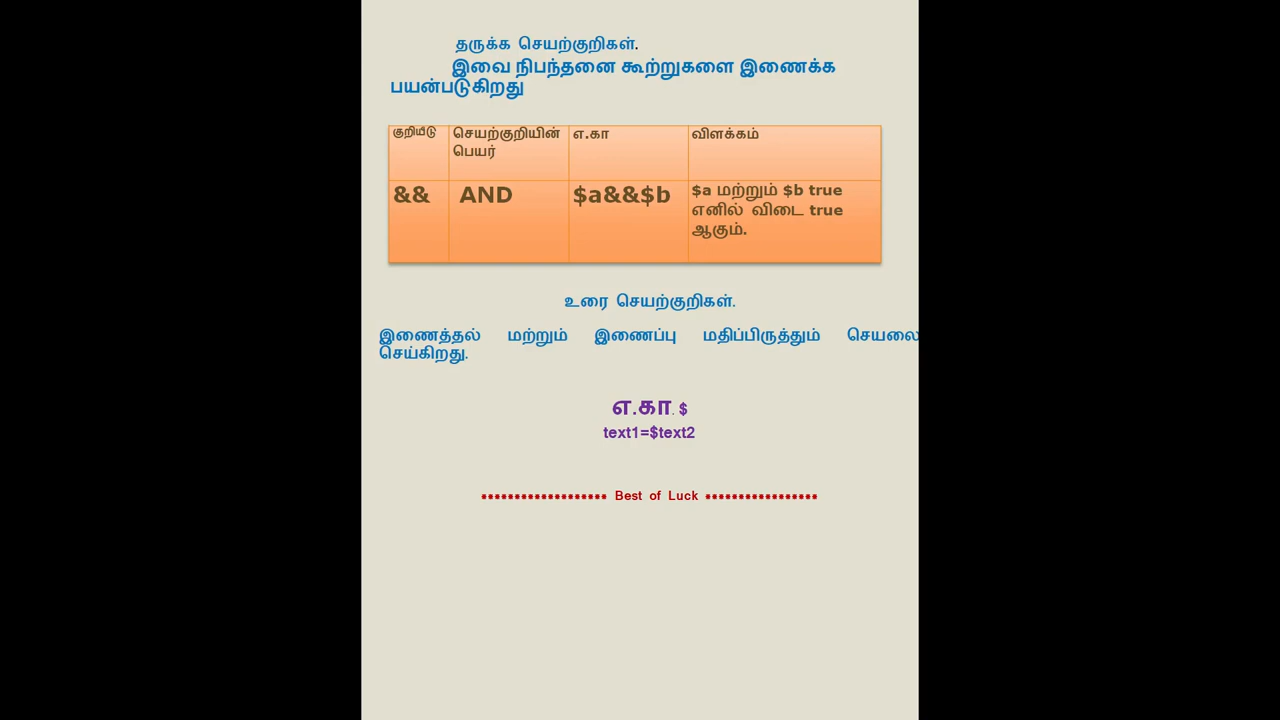 தருக்க செயற்குறிகள்.
இவை நிபந்தனை கூற்றுகளை இணைக்க
பயன்படுகிறது
குறியீடு செயற்குறியின் பெயர் எ.கா விளக்கம்
&& AND $a&&$b $a மற்றும் $b true
எனில் விடை true
ஆகும்.
உரை செயற்குறிகள்.
இணைத்தல் மற்றும் இணைப்பு மதிப்பிருத்தும் செயலை
செய்கிறது.
எ.கா. $
text1=$text2
******************* Best of Luck *****************